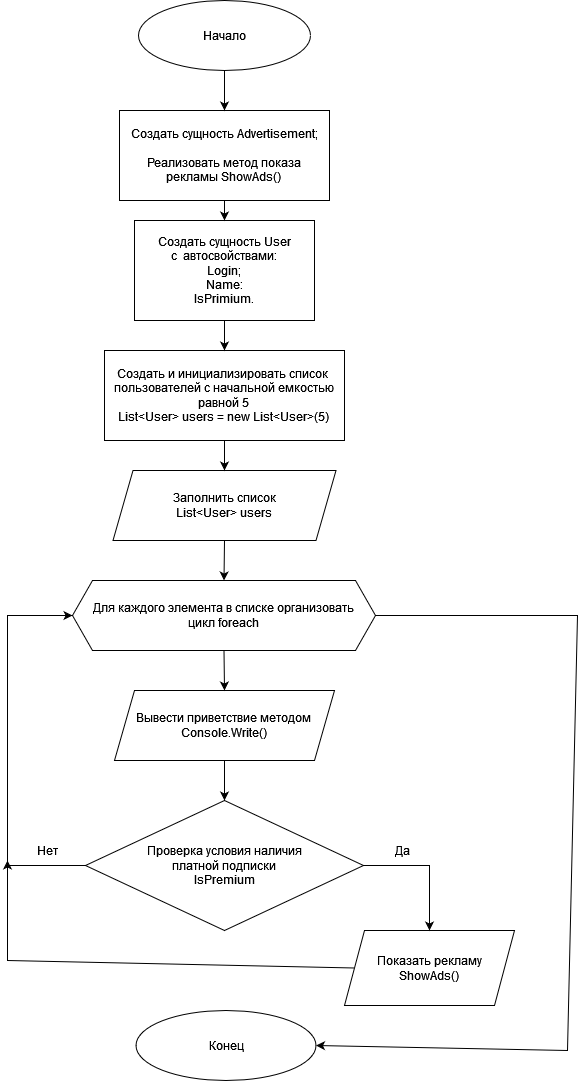 Начало
Создать сущность Advertisement;
Реализовать метод показа
рекламы ShowAds()
Создать сущность User
с автосвойствами:
Login;
Name:
IsPrimium.
Создать и инициализировать список
пользователей с начальной емкостью
равной 5
List<User> users = new List<User>(5)
Заполнить список
List<User> users
Для каждого элемента в списке организовать
цикл foreach
Вывести приветствие методом
Console.Write()
Нет
Проверка условия наличия
платной подписки
IsPremium
Да
Показать рекламу
ShowAds()
Конец